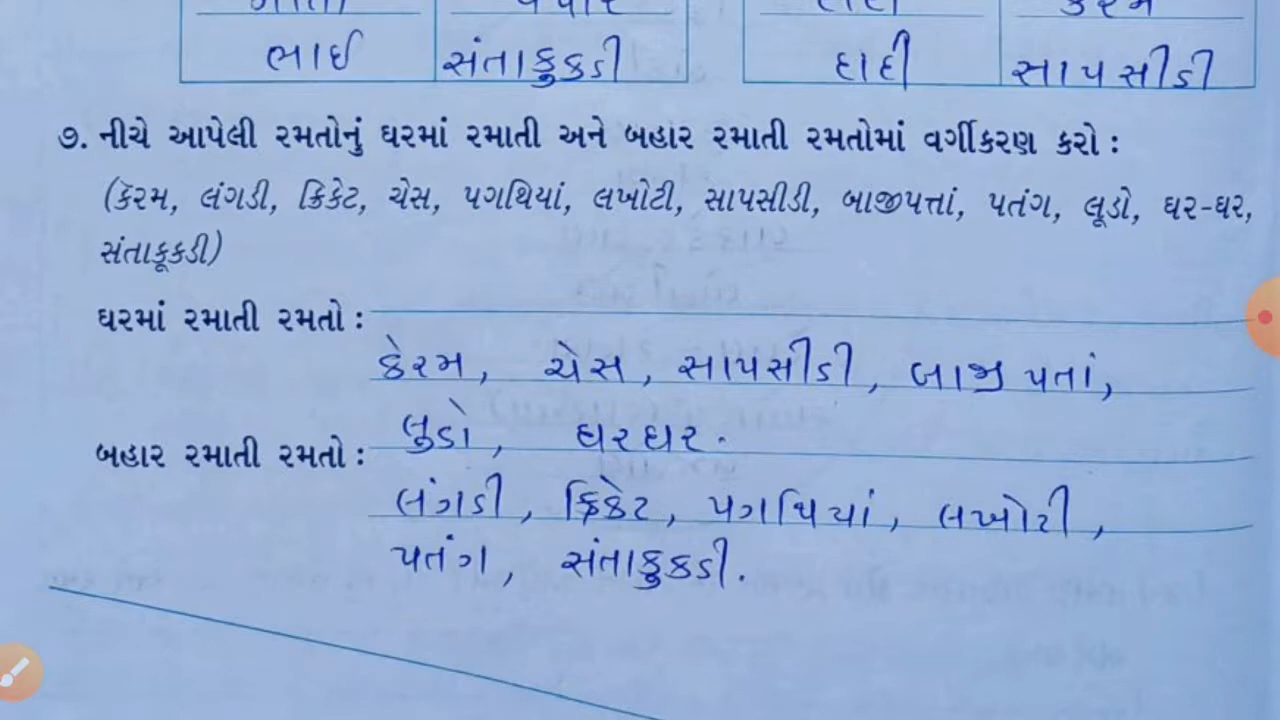 ભાઈ સંતાકુકડી દાદી સાપસીડી
૭. નીચે આપેલી રમતોનું ઘરમાં રમાતી અને બહાર રમાતી રમતોમાં વર્ગીકરણ કરો :
(કૅરમ, લંગડી, ક્રિકેટ, ચેસ, પગથિયાં, લખોટી, સાપસીડી, બાજીપત્તાં, પતંગ, લૂડો, ઘર-ઘર,
સંતાકૂકડી)
ઘરમાં રમાતી રમતો :
કેરમ, ચેસ, સાપસીડી, બાજી પતાં,
લુડો, ઘરઘર.
બહાર રમાતી રમતો :
લંગડી, ક્રિકેટ, પગથિયાં, લખોટી,
પતંગ, સંતાકુકડી.